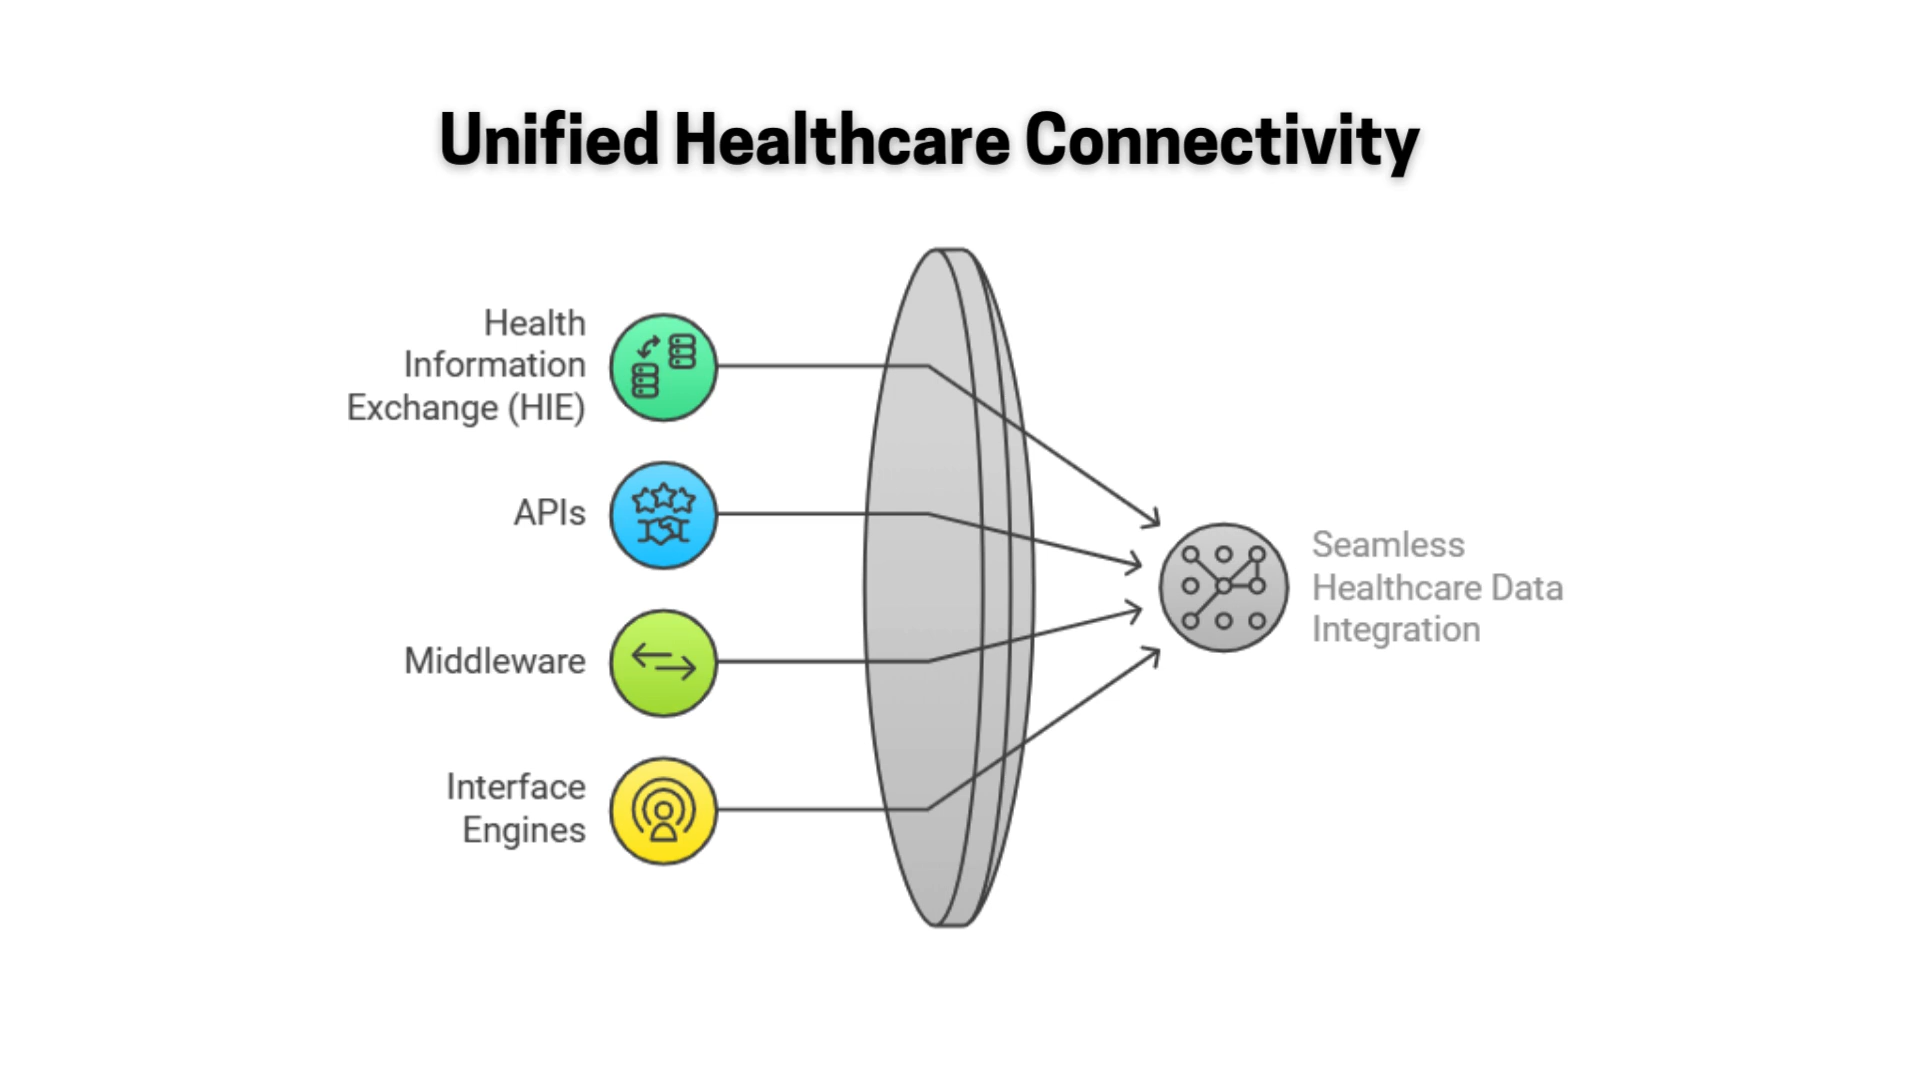 Unified Healthcare Connectivity
Health
Information
Exchange (HIE)
APIs
Middleware
Interface
Engines
Seamless
Healthcare Data
Integration